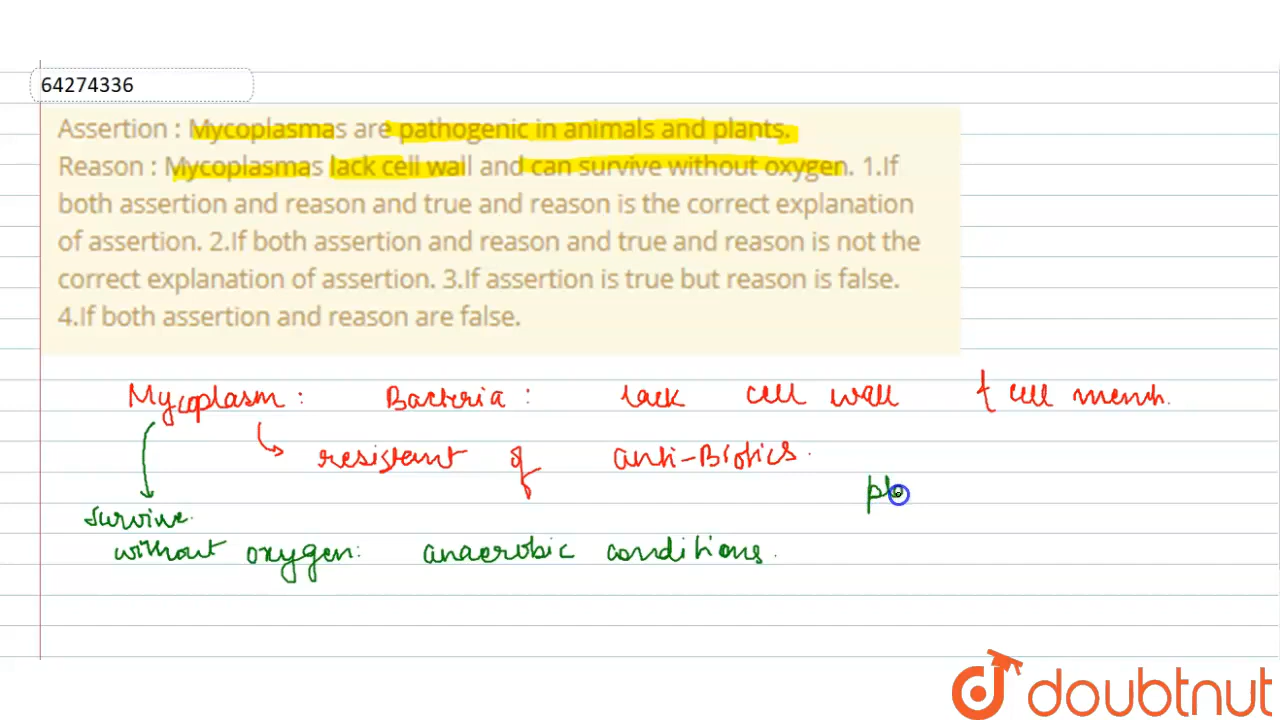 64274336
Assertion : Mycoplasmas are pathogenic in animals and plants.
Reason : Mycoplasmas lack cell wall and can survive without oxygen. 1.If
both assertion and reason and true and reason is the correct explanation
of assertion. 2.If both assertion and reason and true and reason is not the
correct explanation of assertion. 3.If assertion is true but reason is false.
4.If both assertion and reason are false.
Mycoplasm : Bacteria : lack cell wall & cell memb.
resistant of anti-Biotics.
pla
survive
without oxygen: anaerobic conditions.
doubtnut